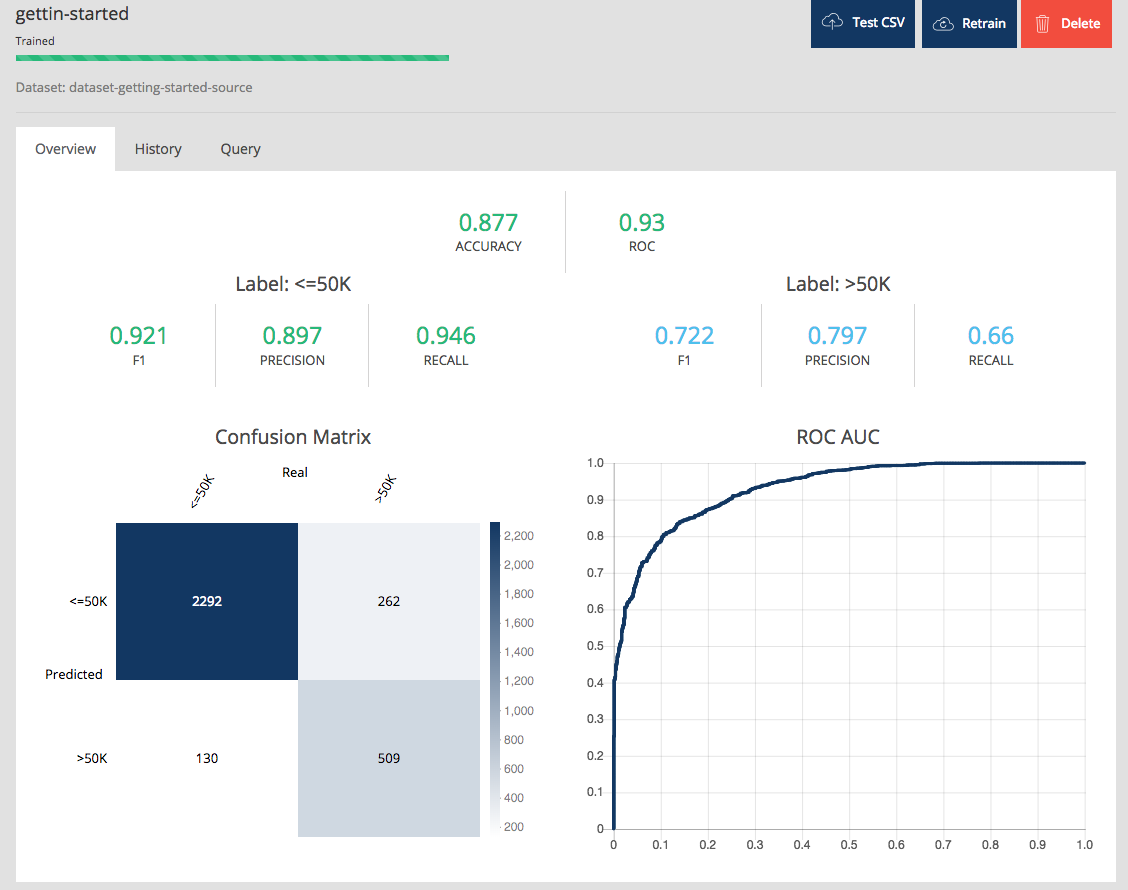 gettin-started
Test CSV
Retrain
Delete
Trained
Dataset: dataset-getting-started-source
Overview
History
Query
0.877
ACCURACY
0.93
ROC
Label: <=50K
Label: >50K
0.921
F1
0.897
PRECISION
0.946
RECALL
0.722
F1
0.797
PRECISION
0.66
RECALL
Confusion Matrix
Real
<=50K
>50K
<=50K
2292
262
Predicted
>50K
130
509
2,200
2,000
1,800
1,600
1,400
1,200
1,000
800
600
400
200
ROC AUC
1.0
0.9
0.8
0.7
0.6
0.5
0.4
0.3
0.2
0.1
0
0 0.1 0.2 0.3 0.4 0.5 0.6 0.7 0.8 0.9 1.0